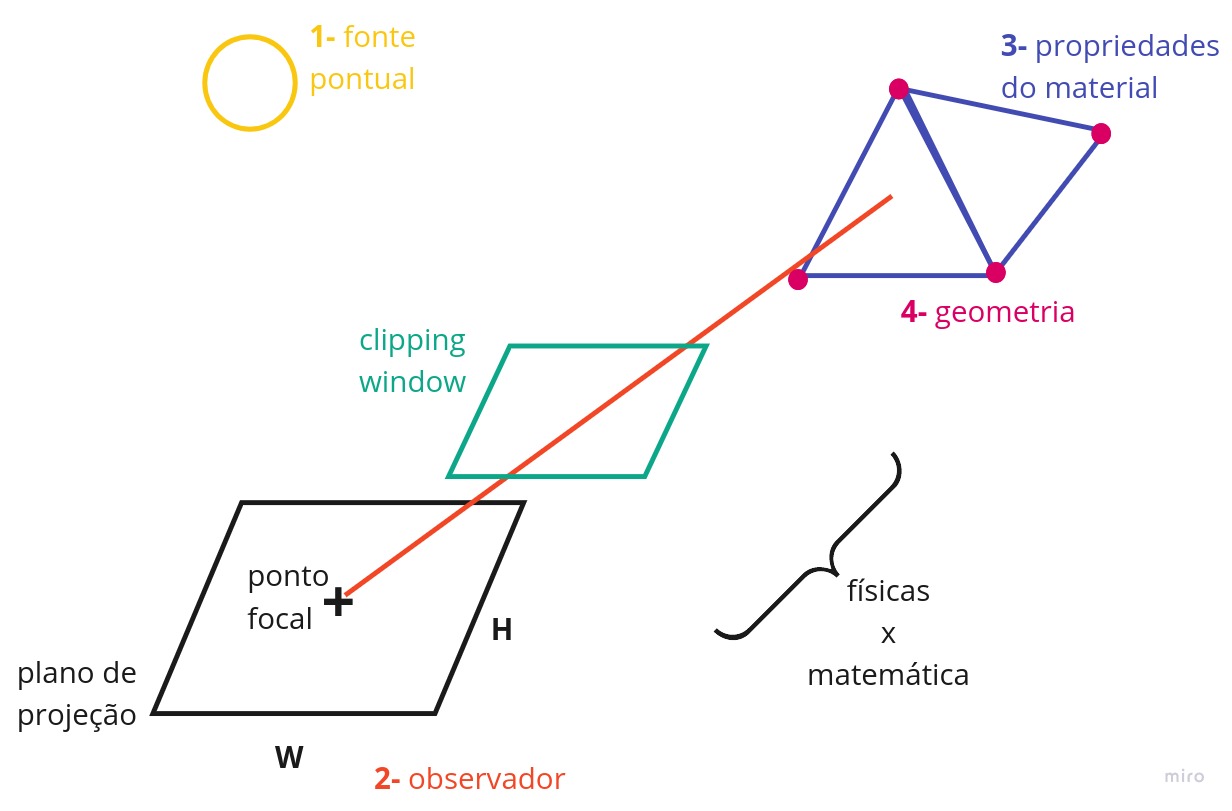 1- fonte
pontual
3- propriedades
do material
4- geometria
clipping
window
ponto
focal
H
físicas
x
matemática
plano de
projeção
W
2- observador
miro